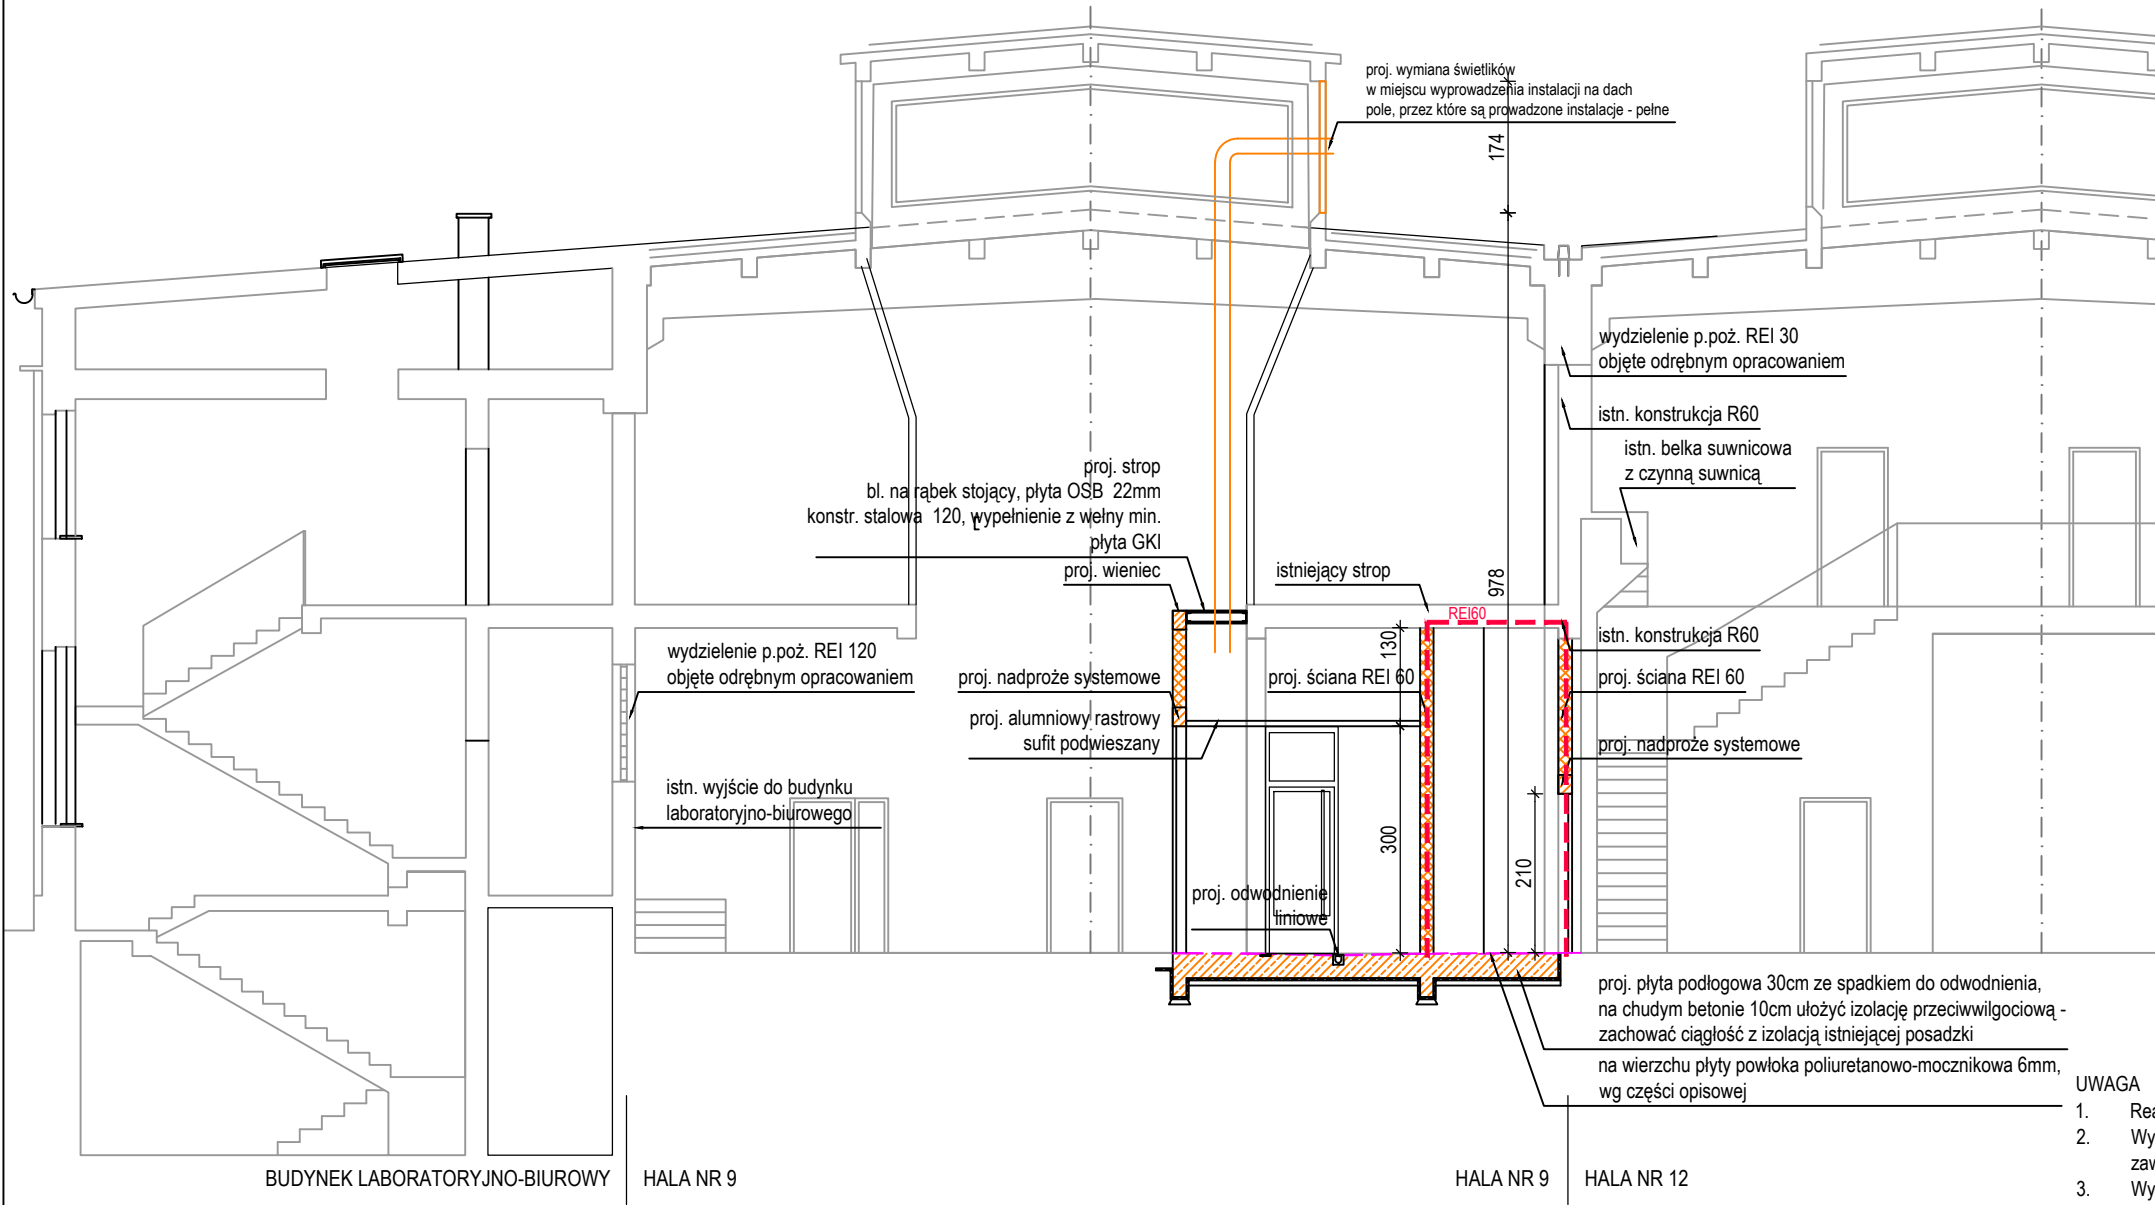 proj. wymiana świetlików
w miejscu wyprowadzenia instalacji na dach
pole, przez które są prowadzone instalacje - pełne
174
wydzielenie p.poż. REI 30
objęte odrębnym opracowaniem
istn. konstrukcja R60
istn. belka suwnicowa
z czynną suwnicą
proj. strop
bl. na rąbek stojący, płyta OSB 22mm
konstr. stalowa [ 120, wypełnienie z wełny min.
płyta GKI
proj. wieniec
istniejący strop
978
REI60
130
istn. konstrukcja R60
wydzielenie p.poż. REI 120
objęte odrębnym opracowaniem
proj. nadproże systemowe
proj. ściana REI 60
proj. ściana REI 60
proj. alumniowy rastrowy
sufit podwieszany
proj. nadproże systemowe
istn. wyjście do budynku
laboratoryjno-biurowego
300
210
proj. odwodnienie
liniowe
proj. płyta podłogowa 30cm ze spadkiem do odwodnienia,
na chudym betonie 10cm ułożyć izolację przeciwwilgociową -
zachować ciągłość z izolacją istniejącej posadzki
na wierzchu płyty powłoka poliuretanowo-mocznikowa 6mm,
wg części opisowej
UWAGA
1. Rea
2. Wy
zaw
3. Wy
BUDYNEK LABORATORYJNO-BIUROWY
HALA NR 9
HALA NR 9
HALA NR 12